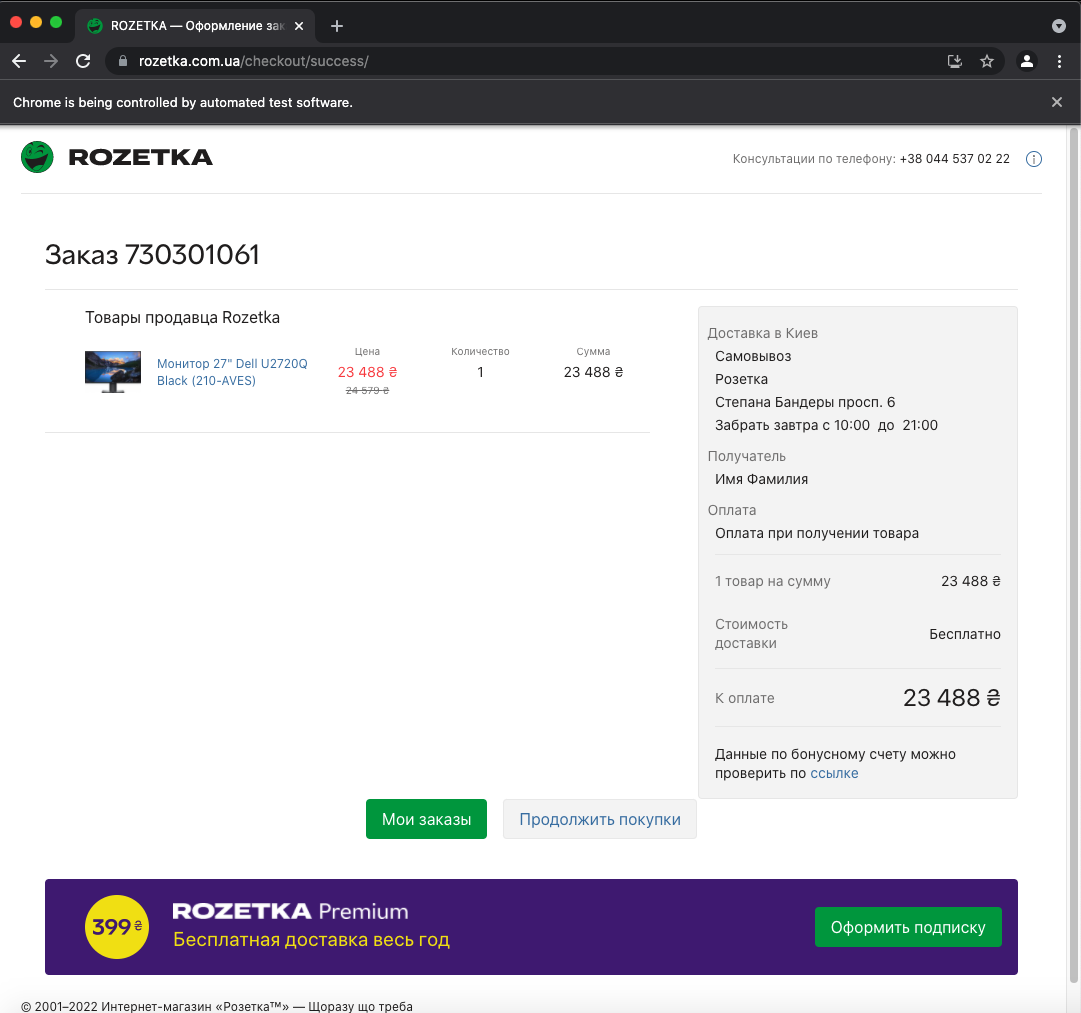 ROZETKA — Оформление зак
rozetka.com.ua/checkout/success/
Chrome is being controlled by automated test software.
ROZETKA
Консультации по телефону: +38 044 537 02 22
Заказ 730301061
Товары продавца Rozetka
Цена
Количество
Сумма
Монитор 27" Dell U2720Q
Black (210-AVES)
23 488 ₴
24 579 ₴
1
23 488 ₴
Доставка в Киев
Самовывоз
Розетка
Степана Бандеры просп. 6
Забрать завтра с 10:00 до 21:00
Получатель
Имя Фамилия
Оплата
Оплата при получении товара
1 товар на сумму
23 488 ₴
Стоимость
доставки
Бесплатно
К оплате
23 488 ₴
Данные по бонусному счету можно
проверить по ссылке
Мои заказы
Продолжить покупки
399 ₴
ROZETKA Premium
Бесплатная доставка весь год
Оформить подписку
© 2001–2022 Интернет-магазин «Розетка™» — Щоразу що треба